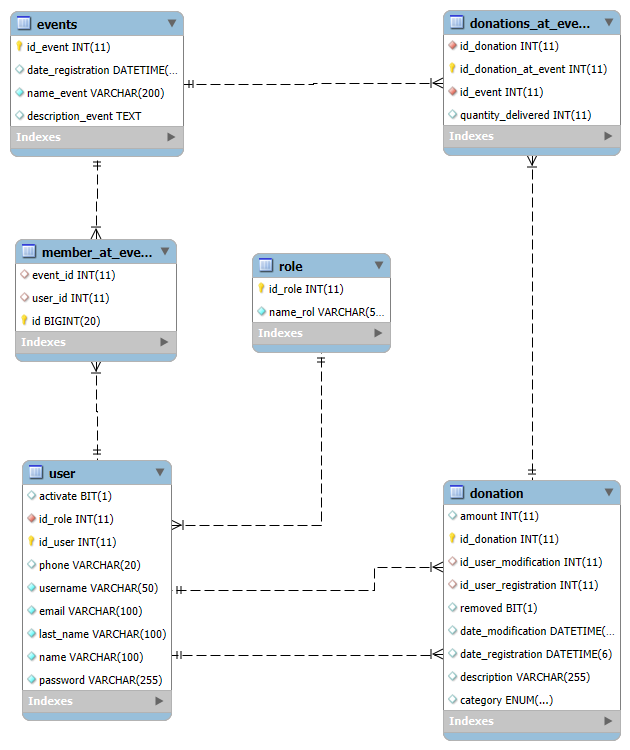 events
id_event INT(11)
date_registration DATETIME(...
name_event VARCHAR(200)
description_event TEXT
Indexes
donations_at_eve...
id_donation INT(11)
id_donation_at_event INT(11)
id_event INT(11)
quantity_delivered INT(11)
Indexes
member_at_eve...
event_id INT(11)
user_id INT(11)
id BIGINT(20)
Indexes
role
id_role INT(11)
name_rol VARCHAR(5...
Indexes
user
activate BIT(1)
id_role INT(11)
id_user INT(11)
phone VARCHAR(20)
username VARCHAR(50)
email VARCHAR(100)
last_name VARCHAR(100)
name VARCHAR(100)
password VARCHAR(255)
Indexes
donation
amount INT(11)
id_donation INT(11)
id_user_modification INT(11)
id_user_registration INT(11)
removed BIT(1)
date_modification DATETIME(...
date_registration DATETIME(6)
description VARCHAR(255)
category ENUM(...)
Indexes